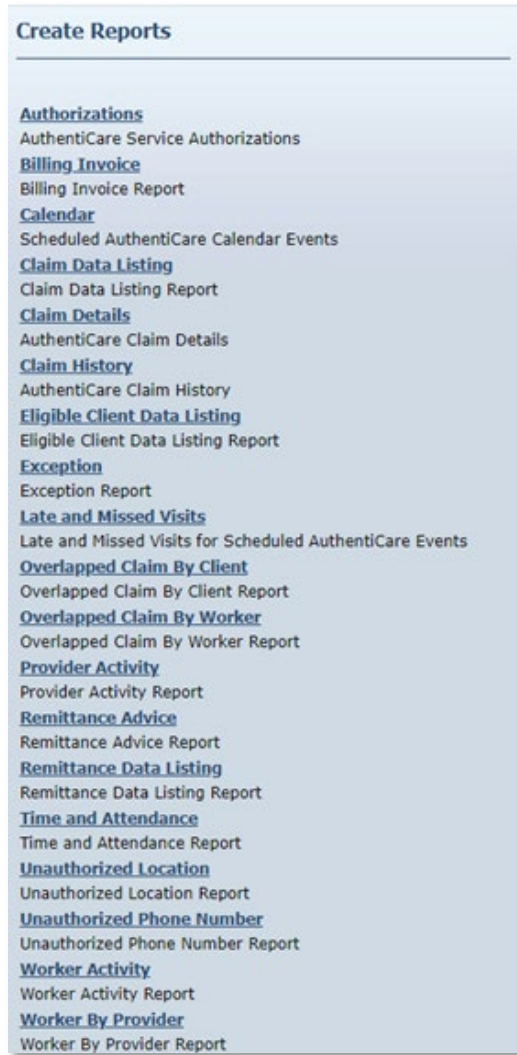 Create Reports
Authorizations
AuthentiCare Service Authorizations
Billing Invoice
Billing Invoice Report
Calendar
Scheduled AuthentiCare Calendar Events
Claim Data Listing
Claim Data Listing Report
Claim Details
AuthentiCare Claim Details
Claim History
AuthentiCare Claim History
Eligible Client Data Listing
Eligible Client Data Listing Report
Exception
Exception Report
Late and Missed Visits
Late and Missed Visits for Scheduled AuthentiCare Events
Overlapped Claim By Client
Overlapped Claim By Client Report
Overlapped Claim By Worker
Overlapped Claim By Worker Report
Provider Activity
Provider Activity Report
Remittance Advice
Remittance Advice Report
Remittance Data Listing
Remittance Data Listing Report
Time and Attendance
Time and Attendance Report
Unauthorized Location
Unauthorized Location Report
Unauthorized Phone Number
Unauthorized Phone Number Report
Worker Activity
Worker Activity Report
Worker By Provider
Worker By Provider Report